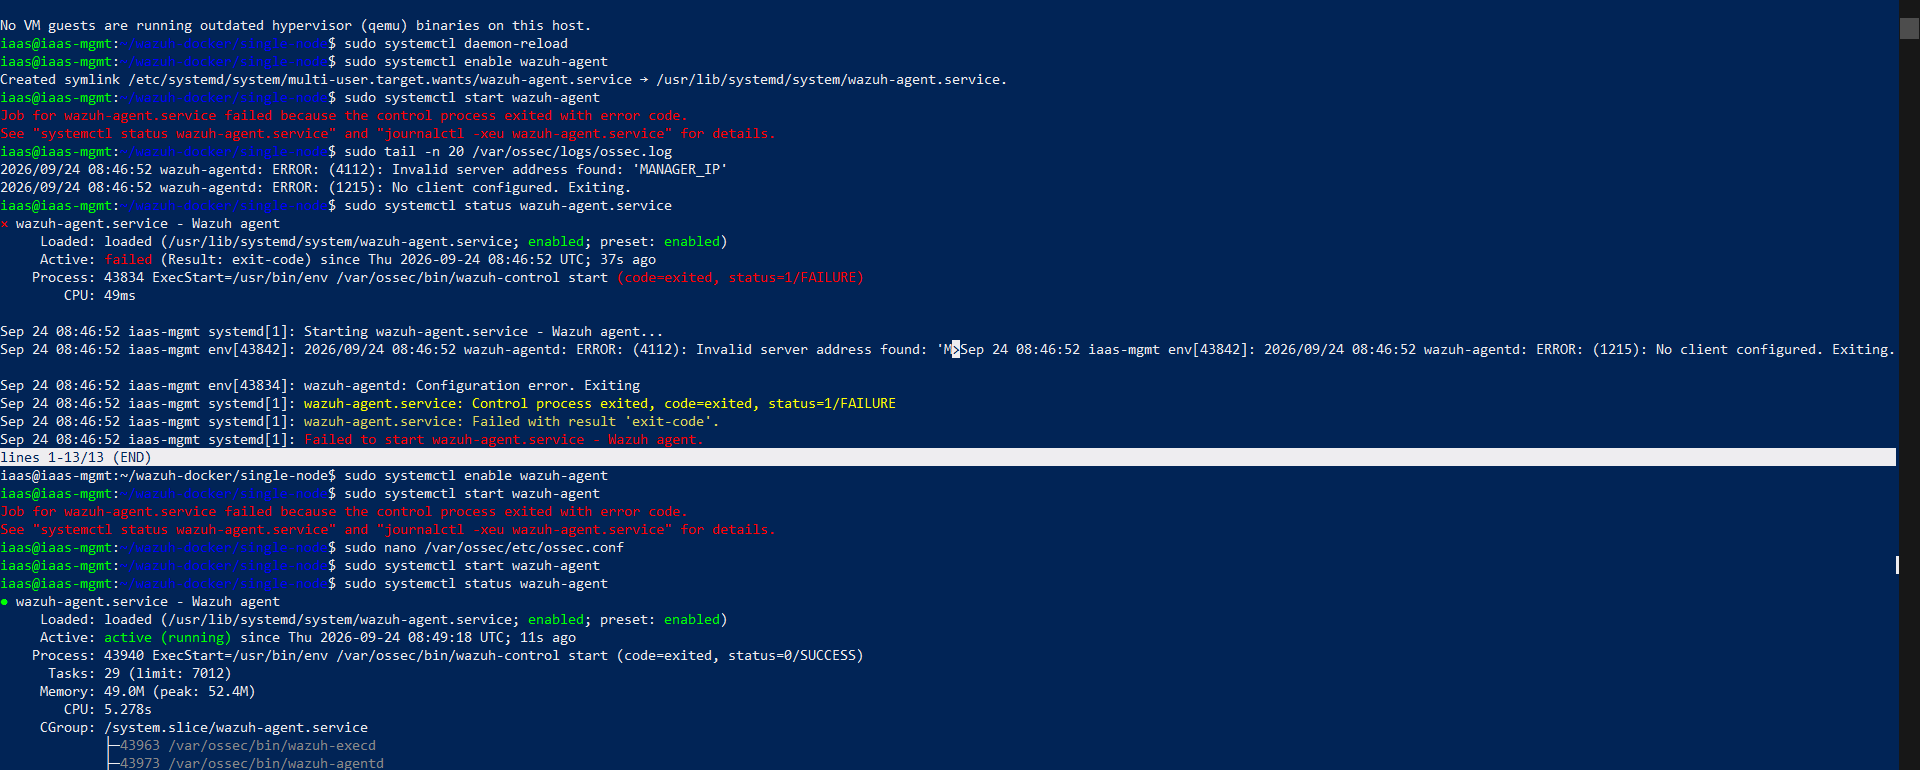 No VM guests are running outdated hypervisor (qemu) binaries on this host.
iaas@iaas-mgmt:~/wazuh-docker/single-node$ sudo systemctl daemon-reload
iaas@iaas-mgmt:~/wazuh-docker/single-node$ sudo systemctl enable wazuh-agent
Created symlink /etc/systemd/system/multi-user.target.wants/wazuh-agent.service → /usr/lib/systemd/system/wazuh-agent.service.
iaas@iaas-mgmt:~/wazuh-docker/single-node$ sudo systemctl start wazuh-agent
Job for wazuh-agent.service failed because the control process exited with error code.
See "systemctl status wazuh-agent.service" and "journalctl -xeu wazuh-agent.service" for details.
iaas@iaas-mgmt:~/wazuh-docker/single-node$ sudo tail -n 20 /var/ossec/logs/ossec.log
2026/09/24 08:46:52 wazuh-agentd: ERROR: (4112): Invalid server address found: 'MANAGER_IP'
2026/09/24 08:46:52 wazuh-agentd: ERROR: (1215): No client configured. Exiting.
iaas@iaas-mgmt:~/wazuh-docker/single-node$ sudo systemctl status wazuh-agent.service
× wazuh-agent.service - Wazuh agent
     Loaded: loaded (/usr/lib/systemd/system/wazuh-agent.service; enabled; preset: enabled)
     Active: failed (Result: exit-code) since Thu 2026-09-24 08:46:52 UTC; 37s ago
    Process: 43834 ExecStart=/usr/bin/env /var/ossec/bin/wazuh-control start (code=exited, status=1/FAILURE)
        CPU: 49ms
Sep 24 08:46:52 iaas-mgmt systemd[1]: Starting wazuh-agent.service - Wazuh agent...
Sep 24 08:46:52 iaas-mgmt env[43842]: 2026/09/24 08:46:52 wazuh-agentd: ERROR: (4112): Invalid server address found: 'M>Sep 24 08:46:52 iaas-mgmt env[43842]: 2026/09/24 08:46:52 wazuh-agentd: ERROR: (1215): No client configured. Exiting.
Sep 24 08:46:52 iaas-mgmt env[43834]: wazuh-agentd: Configuration error. Exiting
Sep 24 08:46:52 iaas-mgmt systemd[1]: wazuh-agent.service: Control process exited, code=exited, status=1/FAILURE
Sep 24 08:46:52 iaas-mgmt systemd[1]: wazuh-agent.service: Failed with result 'exit-code'.
Sep 24 08:46:52 iaas-mgmt systemd[1]: Failed to start wazuh-agent.service - Wazuh agent.
lines 1-13/13 (END)
iaas@iaas-mgmt:~/wazuh-docker/single-node$ sudo systemctl enable wazuh-agent
iaas@iaas-mgmt:~/wazuh-docker/single-node$ sudo systemctl start wazuh-agent
Job for wazuh-agent.service failed because the control process exited with error code.
See "systemctl status wazuh-agent.service" and "journalctl -xeu wazuh-agent.service" for details.
iaas@iaas-mgmt:~/wazuh-docker/single-node$ sudo nano /var/ossec/etc/ossec.conf
iaas@iaas-mgmt:~/wazuh-docker/single-node$ sudo systemctl start wazuh-agent
iaas@iaas-mgmt:~/wazuh-docker/single-node$ sudo systemctl status wazuh-agent
● wazuh-agent.service - Wazuh agent
     Loaded: loaded (/usr/lib/systemd/system/wazuh-agent.service; enabled; preset: enabled)
     Active: active (running) since Thu 2026-09-24 08:49:18 UTC; 11s ago
    Process: 43940 ExecStart=/usr/bin/env /var/ossec/bin/wazuh-control start (code=exited, status=0/SUCCESS)
      Tasks: 29 (limit: 7012)
     Memory: 49.0M (peak: 52.4M)
        CPU: 5.278s
     CGroup: /system.slice/wazuh-agent.service
             ├─43963 /var/ossec/bin/wazuh-execd
             ├─43973 /var/ossec/bin/wazuh-agentd